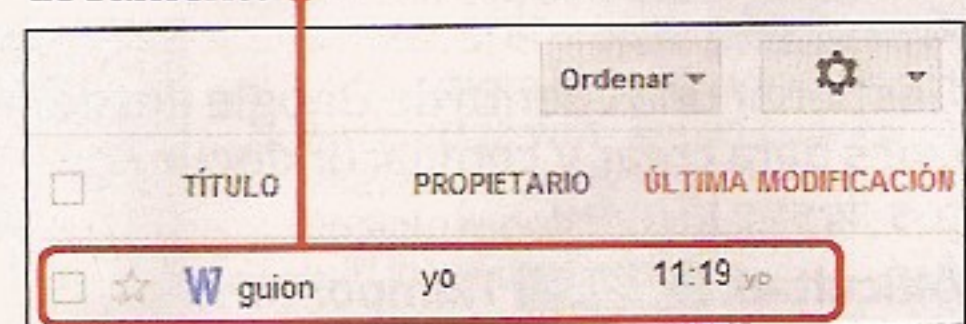 Ordenar
TÍTULO PROPIETARIO ÚLTIMA MODIFICACIÓN
W guion yo 11:19 yo